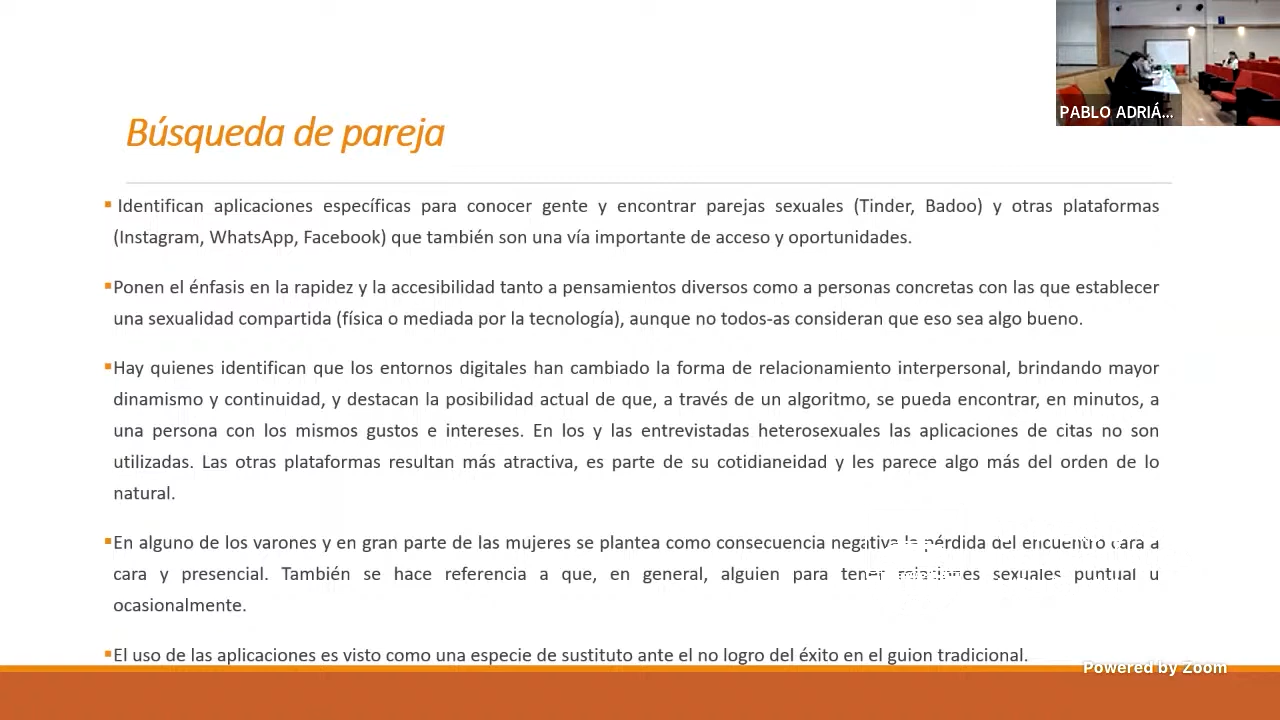 PABLO ADRIÁ...
Búsqueda de pareja
▪ Identifican aplicaciones específicas para conocer gente y encontrar parejas sexuales (Tinder, Badoo) y otras plataformas
(Instagram, WhatsApp, Facebook) que también son una vía importante de acceso y oportunidades.
▪Ponen el énfasis en la rapidez y la accesibilidad tanto a pensamientos diversos como a personas concretas con las que establecer
una sexualidad compartida (física o mediada por la tecnología), aunque no todos-as consideran que eso sea algo bueno.
▪Hay quienes identifican que los entornos digitales han cambiado la forma de relacionamiento interpersonal, brindando mayor
dinamismo y continuidad, y destacan la posibilidad actual de que, a través de un algoritmo, se pueda encontrar, en minutos, a
una persona con los mismos gustos e intereses. En los y las entrevistadas heterosexuales las aplicaciones de citas no son
utilizadas. Las otras plataformas resultan más atractiva, es parte de su cotidianeidad y les parece algo más del orden de lo
natural.
▪En alguno de los varones y en gran parte de las mujeres se plantea como consecuencia negativa la pérdida del encuentro cara a
cara y presencial. También se hace referencia a que, en general, alguien para sexuales puntual u
ocasionalmente.
▪El uso de las aplicaciones es visto como una especie de sustituto ante el no logro del éxito en el guion tradicional.
Powered by Zoom